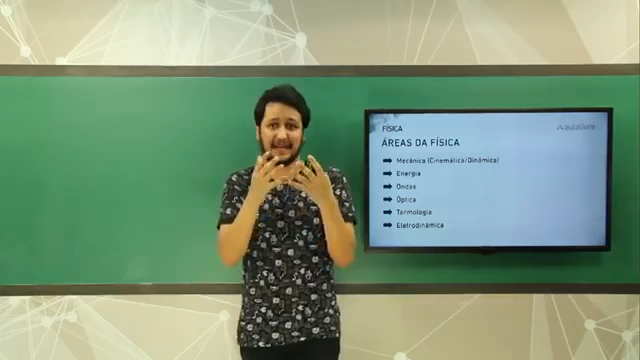 FÍSICA
aulalivre
ÁREAS DA FÍSICA
Mecânica (Cinemática/Dinâmica)
Energia
Ondas
Óptica
Termologia
Eletrodinâmica